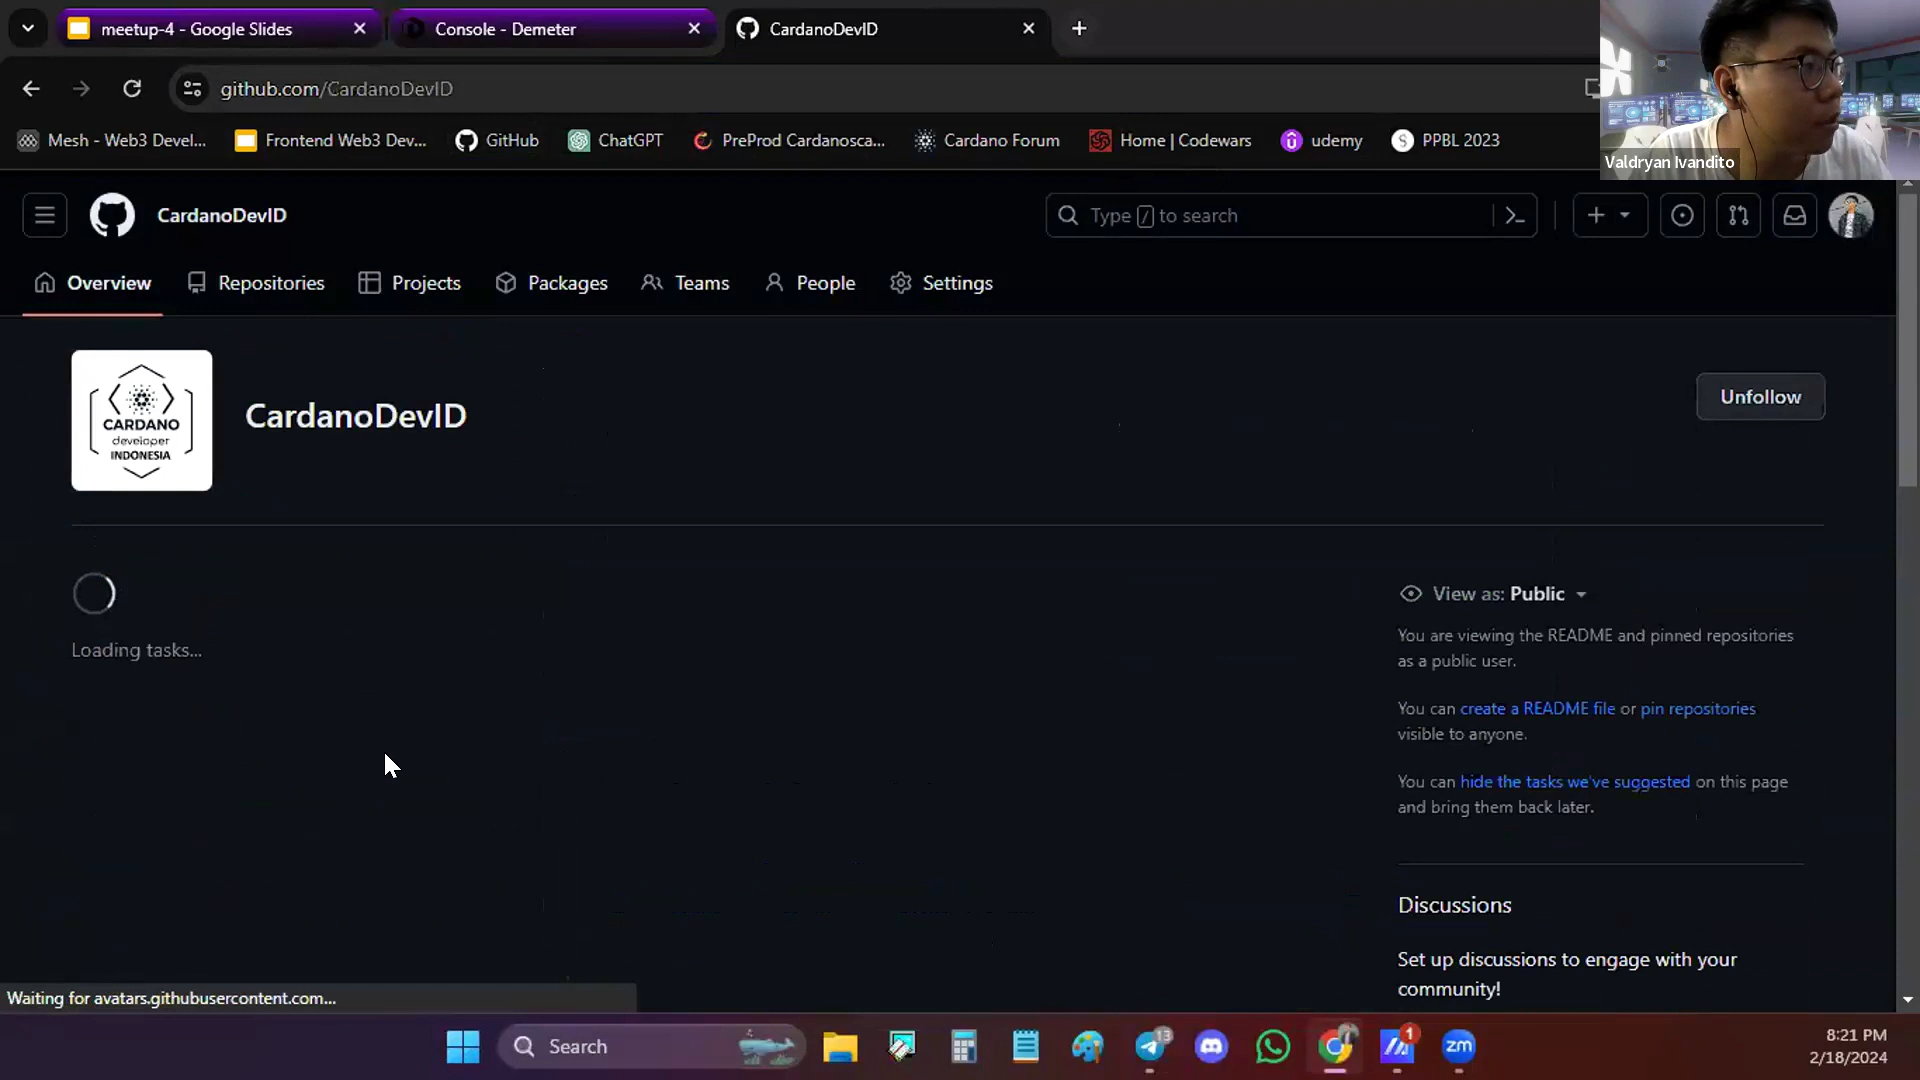 meetup-4 - Google Slides
Console - Demeter
CardanoDevID
github.com/CardanoDevID
Mesh - Web3 Devel...
Frontend Web3 Dev...
GitHub
ChatGPT
PreProd Cardanosca...
Cardano Forum
Home | Codewars
udemy
PPBL 2023
Valdryan Ivandito
CardanoDevID
Type / to search
Overview
Repositories
Projects
Packages
Teams
People
Settings
CARDANO
developer
INDONESIA
CardanoDevID
Unfollow
Loading tasks...
View as: Public
You are viewing the README and pinned repositories
as a public user.
You can create a README file or pin repositories
visible to anyone.
You can hide the tasks we've suggested on this page
and bring them back later.
Discussions
Set up discussions to engage with your
community!
Waiting for avatars.githubusercontent.com...
Search
13
1
zm
8:21 PM
2/18/2024